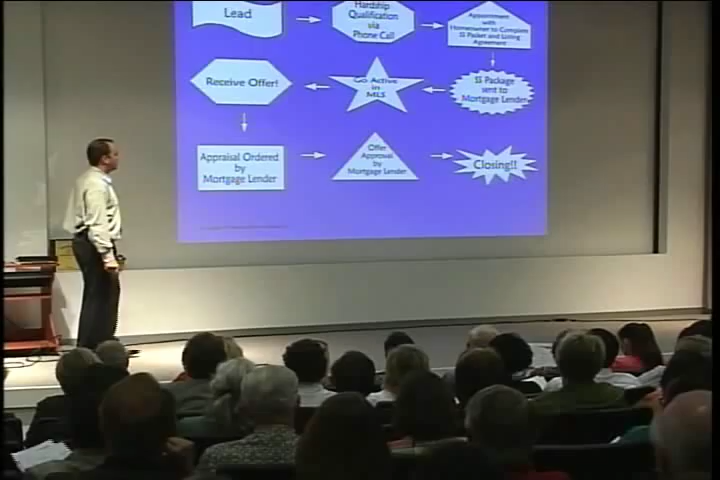 Lead
Hardship
Qualification
via
Phone Call
Appointment
with
Homeowner to Complete
SS Packet and Listing
Agreement
Receive Offer!
Go Active
in
MLS
SS Package
sent to
Mortgage Lender
Appraisal Ordered
by
Mortgage Lender
Offer
Approval
by
Mortgage Lender
Closing!!